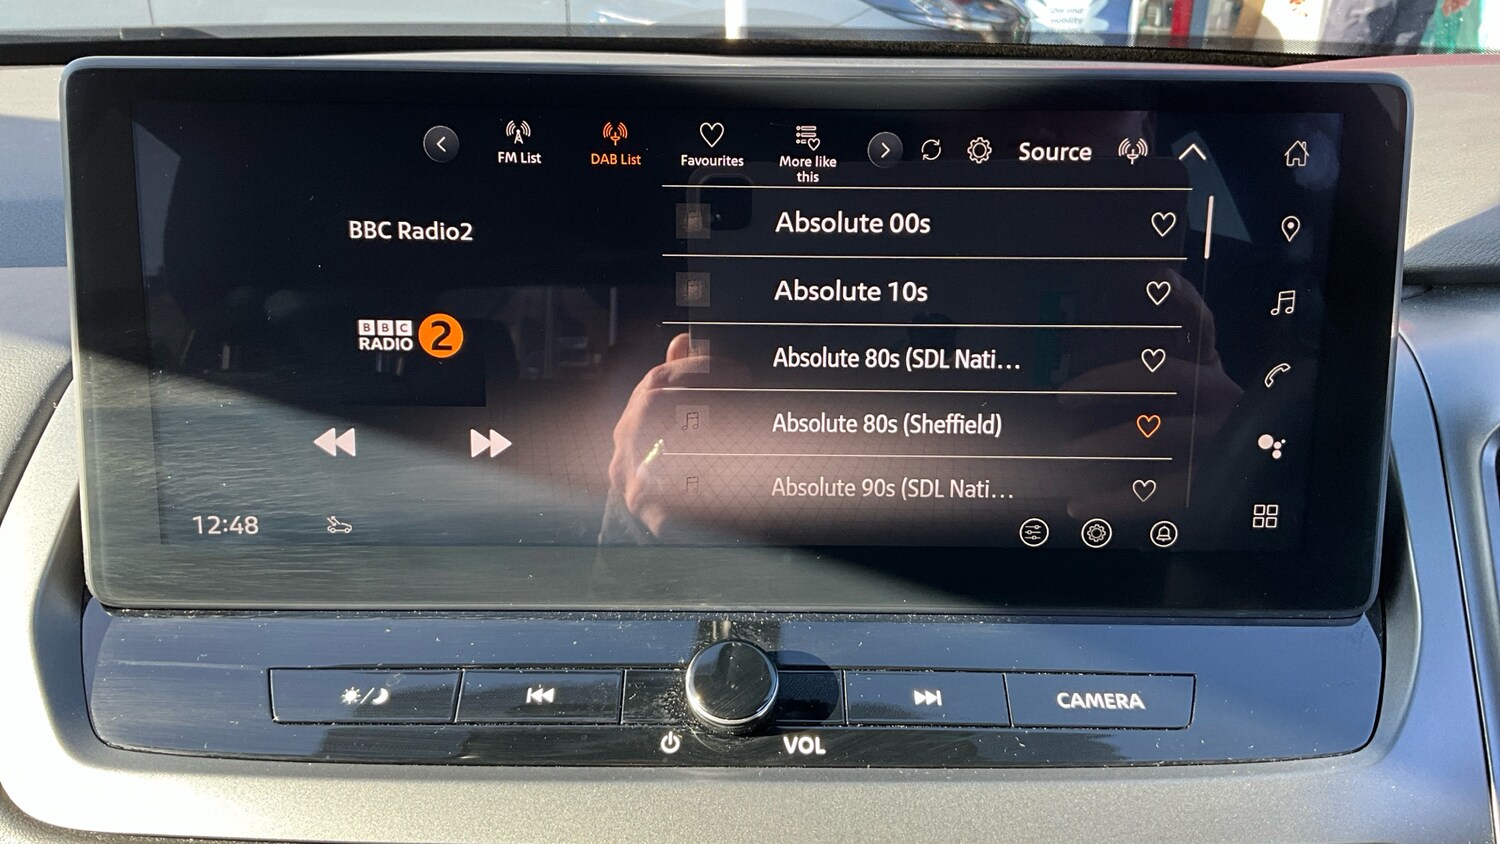 FM List
DAB List
Favourites
More like
this
Source
BBC Radio2
BBC
RADIO 2
Absolute 00s
Absolute 10s
Absolute 80s (SDL Nati...
Absolute 80s (Sheffield)
Absolute 90s (SDL Nati...
12:48
CAMERA
VOL